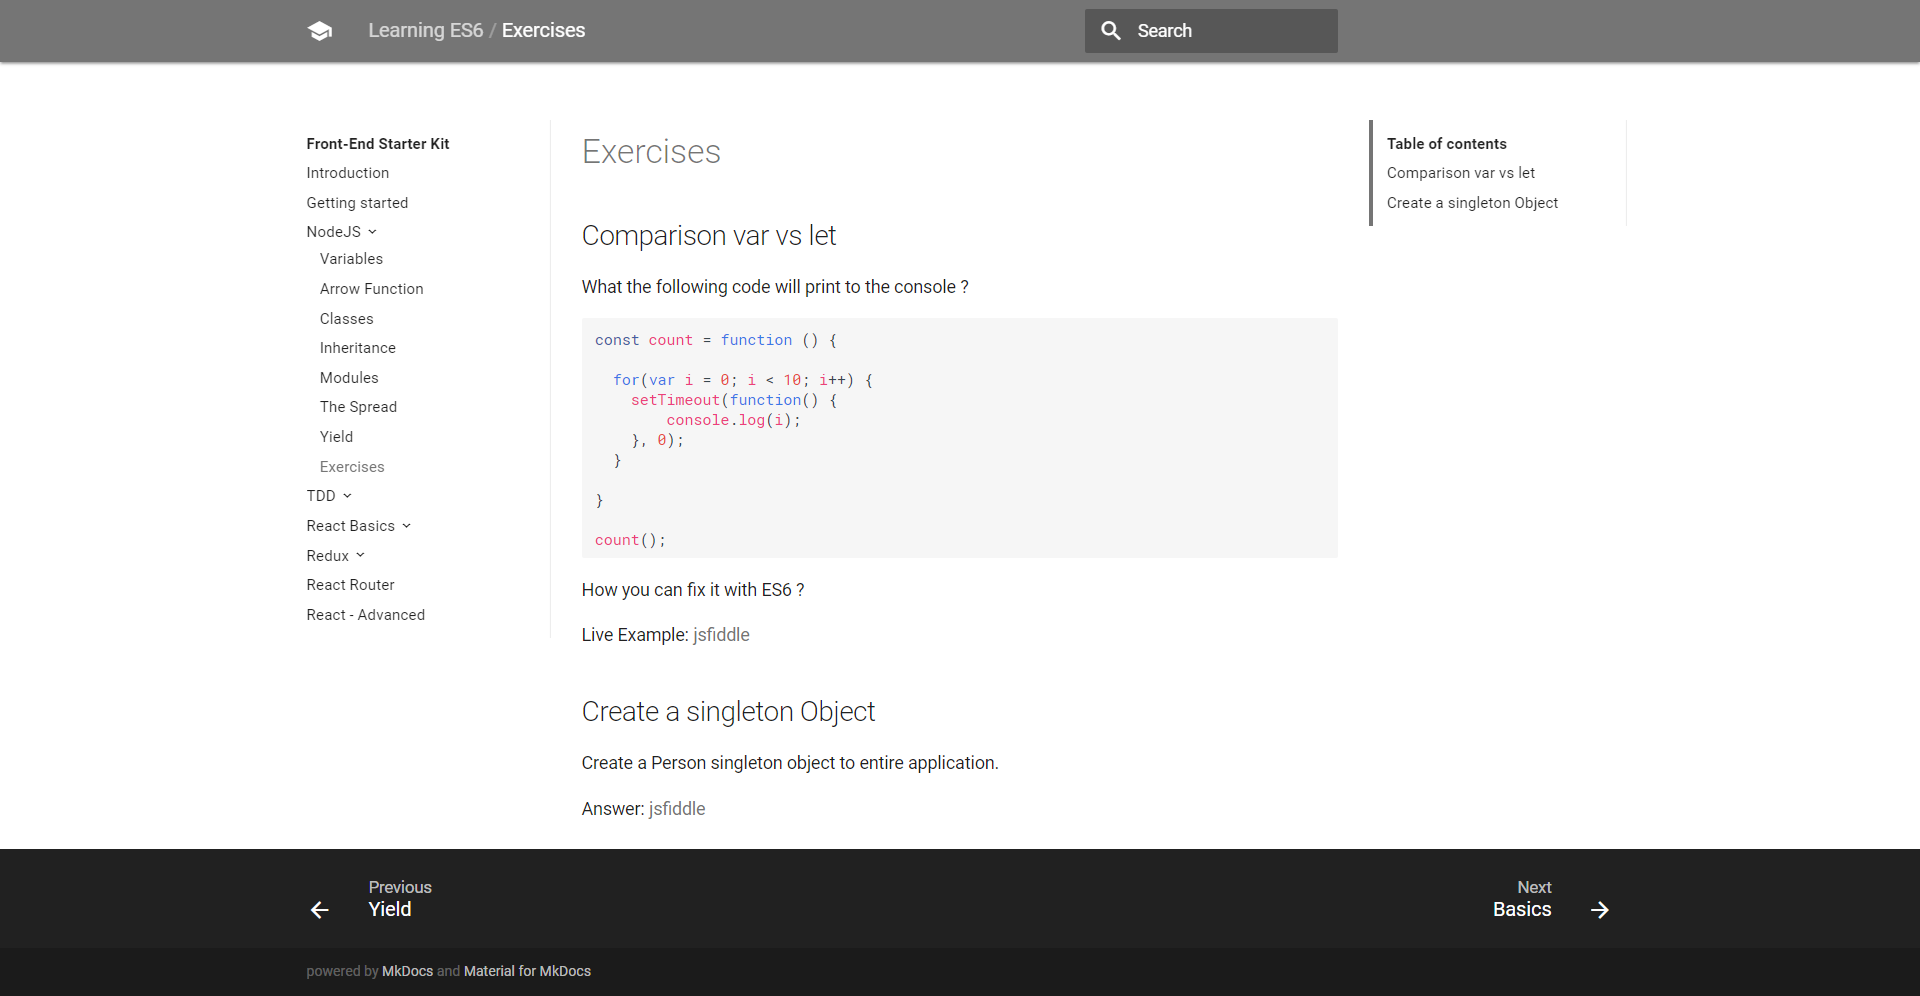 Learning ES6 / Exercises
Search
Front-End Starter Kit
Introduction
Getting started
NodeJS
Variables
Arrow Function
Classes
Inheritance
Modules
The Spread
Yield
Exercises
TDD
React Basics
Redux
React Router
React - Advanced
Exercises
Comparison var vs let
What the following code will print to the console ?
const count = function () {
  for(var i = 0; i < 10; i++) {
    setTimeout(function() {
        console.log(i);
    }, 0);
  }
}
count();
How you can fix it with ES6 ?
Live Example: jsfiddle
Create a singleton Object
Create a Person singleton object to entire application.
Answer: jsfiddle
Table of contents
Comparison var vs let
Create a singleton Object
Previous
Yield
Next
Basics
powered by MkDocs and Material for MkDocs